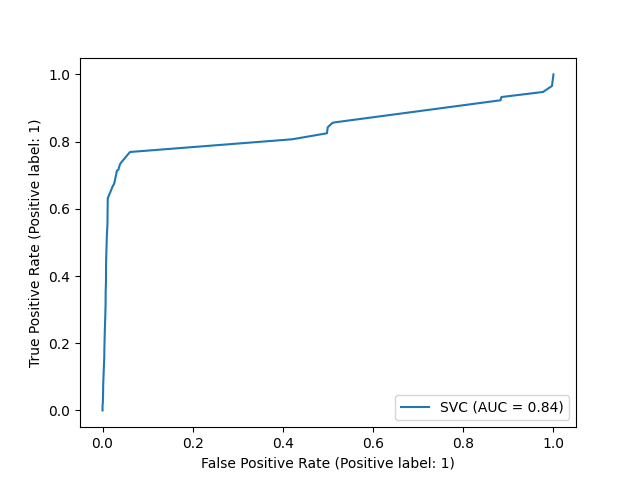 1.0
0.8
0.6
0.4
0.2
0.0
True Positive Rate (Positive label: 1)
SVC (AUC = 0.84)
0.0 0.2 0.4 0.6 0.8 1.0
False Positive Rate (Positive label: 1)